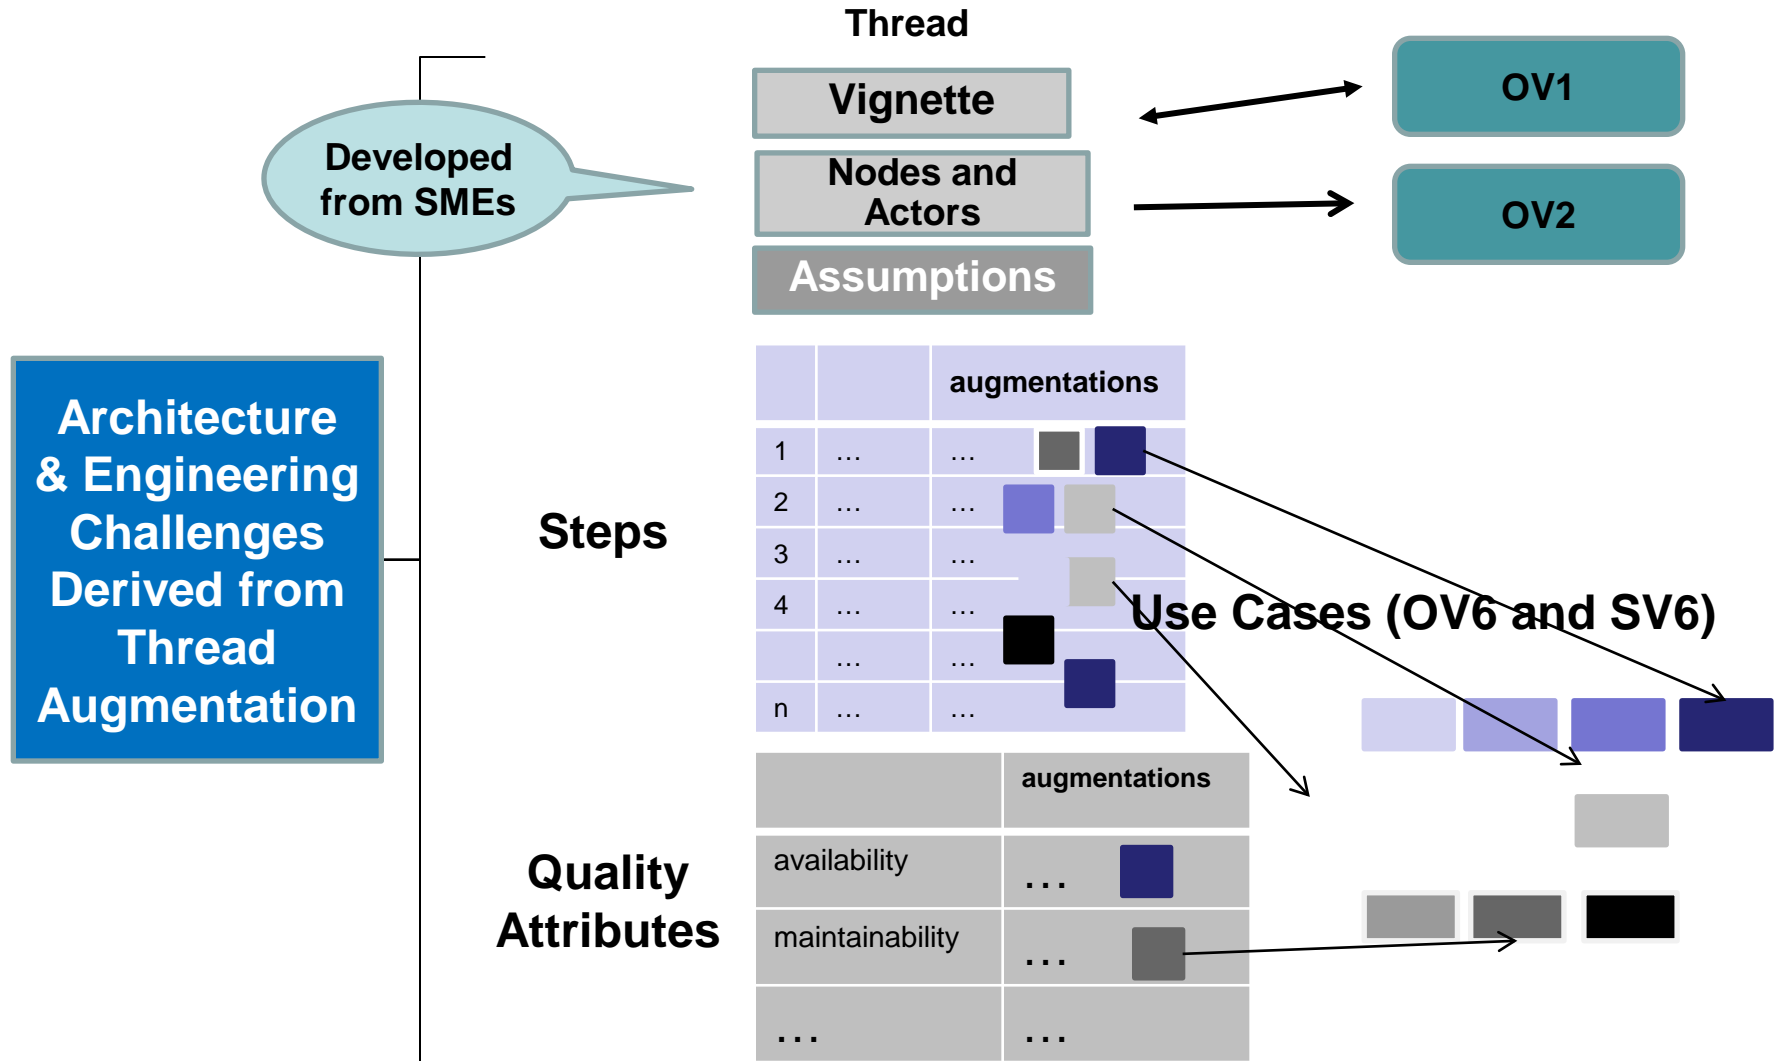 Thread
Vignette
OV1
Developed
from SMEs
Nodes and
Actors
OV2
Assumptions
Architecture
& Engineering
Challenges
Derived from
Thread
Augmentation
Steps
augmentations
1 … …
2 … …
3 … …
4 … …
… …
n … …
Use Cases (OV6 and SV6)
Quality
Attributes
augmentations
availability ...
maintainability ...
... ...